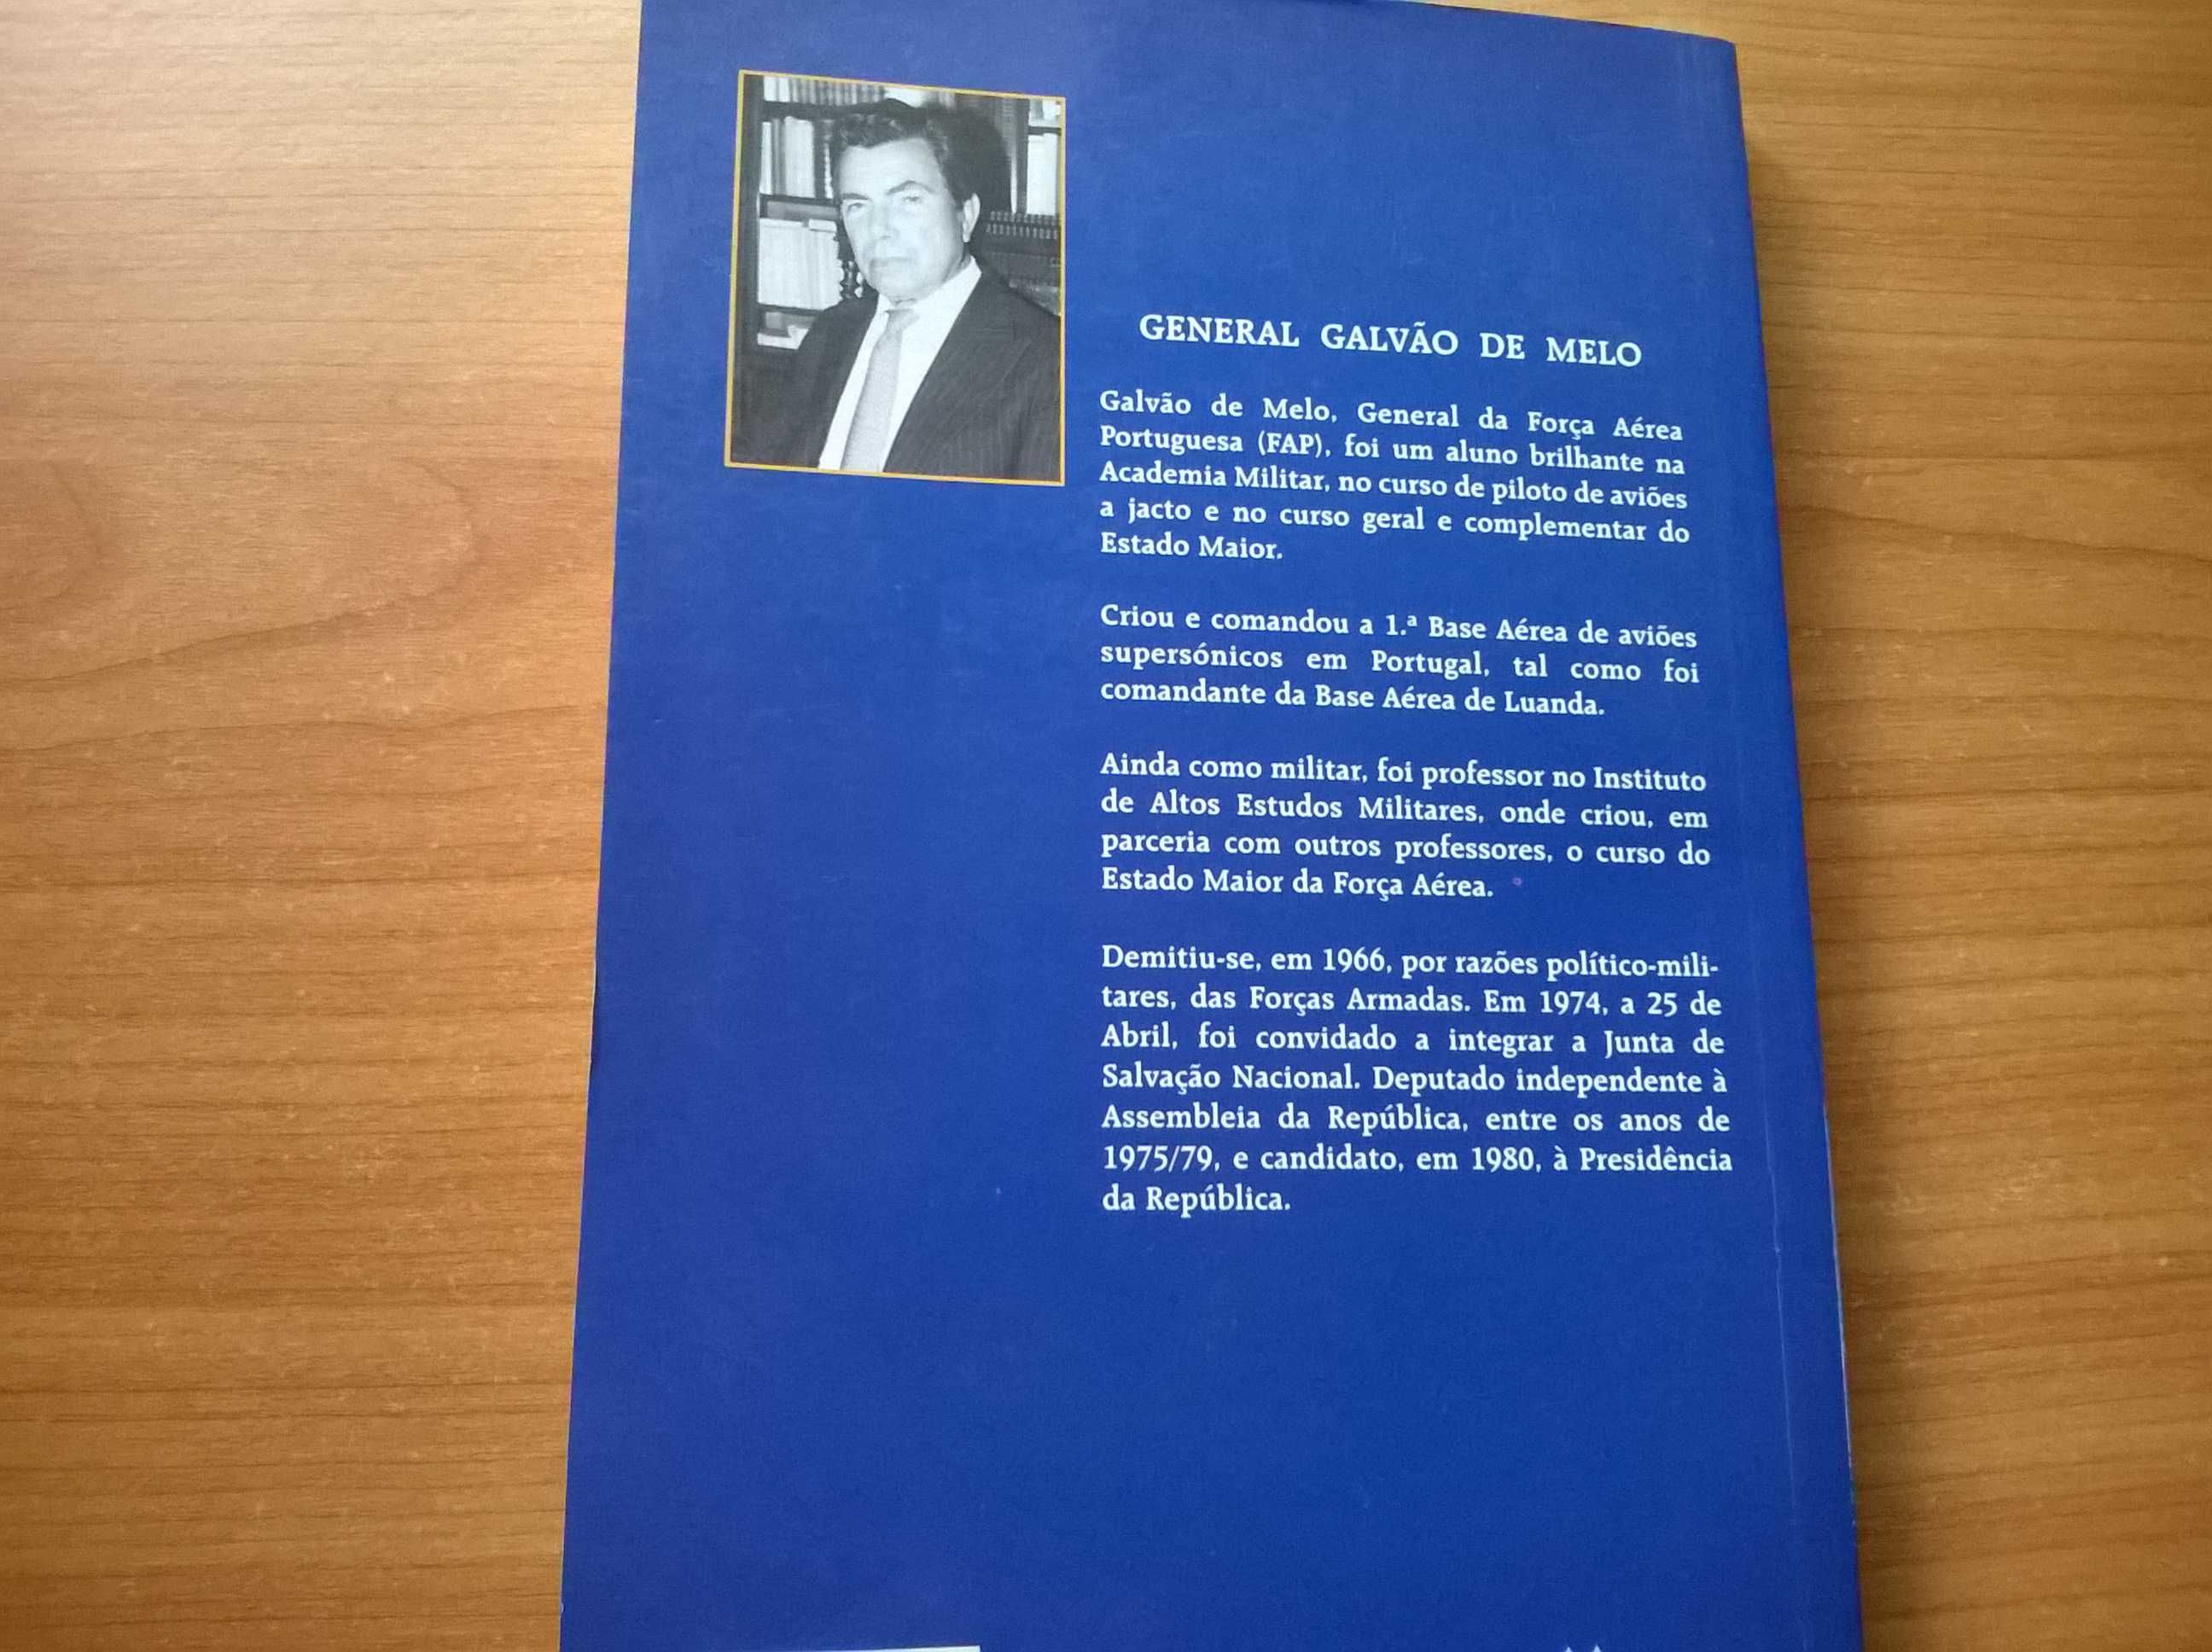 GENERAL GALVÃO DE MELO
Galvão de Melo, General da Força Aérea
Portuguesa (FAP), foi um aluno brilhante na
Academia Militar, no curso de piloto de aviões
a jacto e no curso geral e complementar do
Estado Maior.
Criou e comandou a 1.ª Base Aérea de aviões
supersónicos em Portugal, tal como foi
comandante da Base Aérea de Luanda.
Ainda como militar, foi professor no Instituto
de Altos Estudos Militares, onde criou, em
parceria com outros professores, o curso do
Estado Maior da Força Aérea.
Demitiu-se, em 1966, por razões político-mili-
tares, das Forças Armadas. Em 1974, a 25 de
Abril, foi convidado a integrar a Junta de
Salvação Nacional. Deputado independente à
Assembleia da República, entre os anos de
1975/79, e candidato, em 1980, à Presidência
da República.